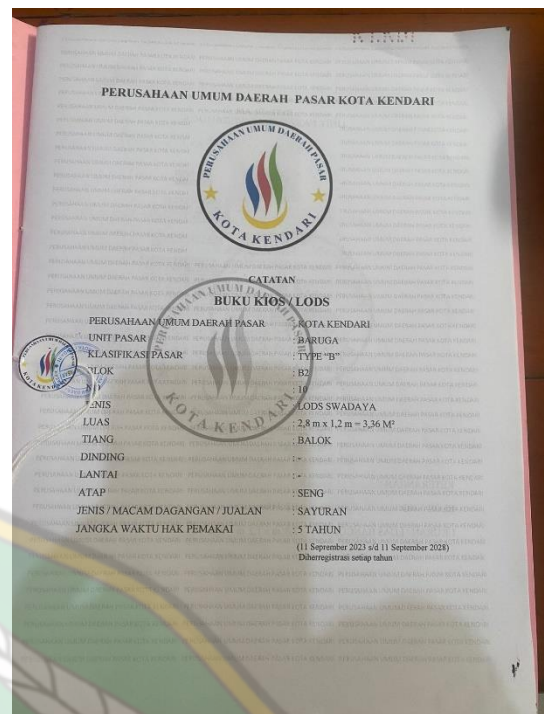 PERUSAHAAN UMUM DAERAH PASAR KOTA KENDARI
PERUSAHAAN UMUM DAERAH PASAR
KOTA KENDARI
CATATAN
BUKU KIOS / LODS
PERUSAHAAN UMUM DAERAH PASAR : KOTA KENDARI
UNIT PASAR : BARUGA
KLASIFIKASI PASAR : TYPE “B”
BLOK : B2
: 10
JENIS : LODS SWADAYA
LUAS : 2,8 m x 1,2 m = 3,36 M²
TIANG : BALOK
DINDING : -
LANTAI : -
ATAP : SENG
JENIS / MACAM DAGANGAN / JUALAN : SAYURAN
JANGKA WAKTU HAK PEMAKAI : 5 TAHUN
(11 Seprember 2023 s/d 11 September 2028)
Diherregistrasi setiap tahun